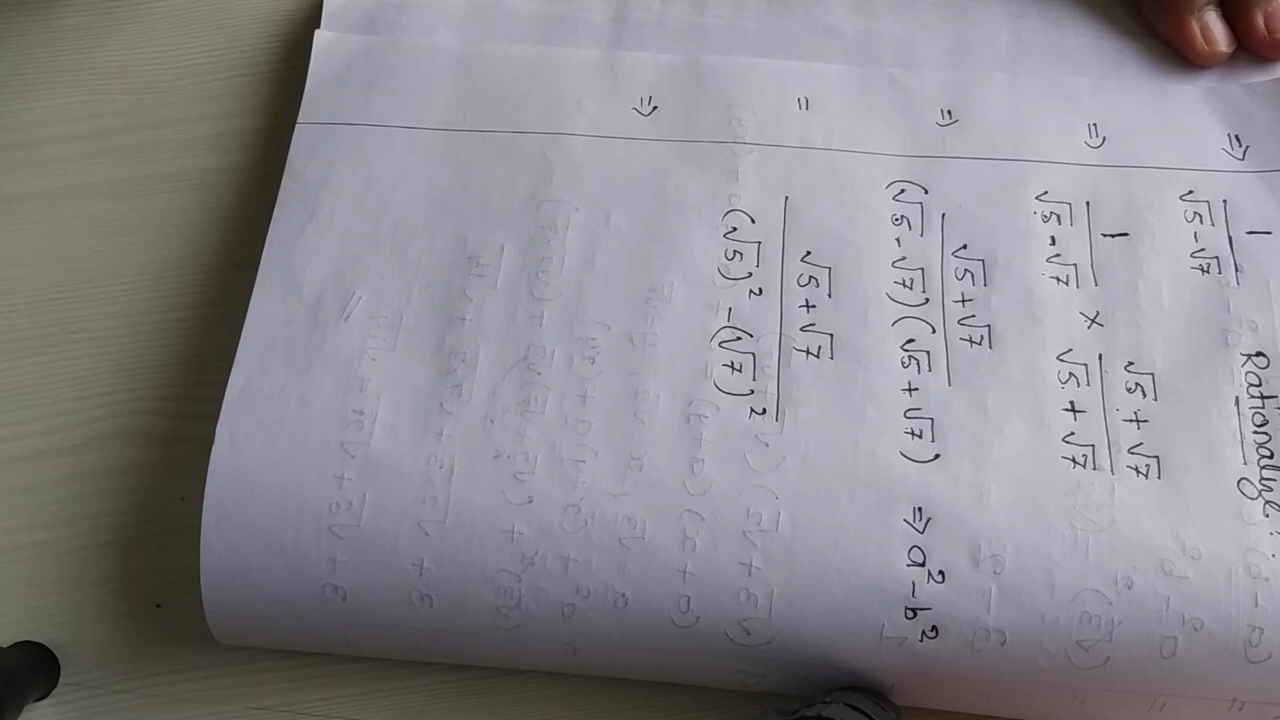 Rationalize :
⇒ 1/(√5 - √7)
⇒ 1/(√5 - √7) × (√5 + √7)/(√5 + √7)
⇒ (√5 + √7)/((√5 - √7)(√5 + √7)) ⇒ a² - b²
= (√5 + √7)/((√5)² - (√7)²)
⇒